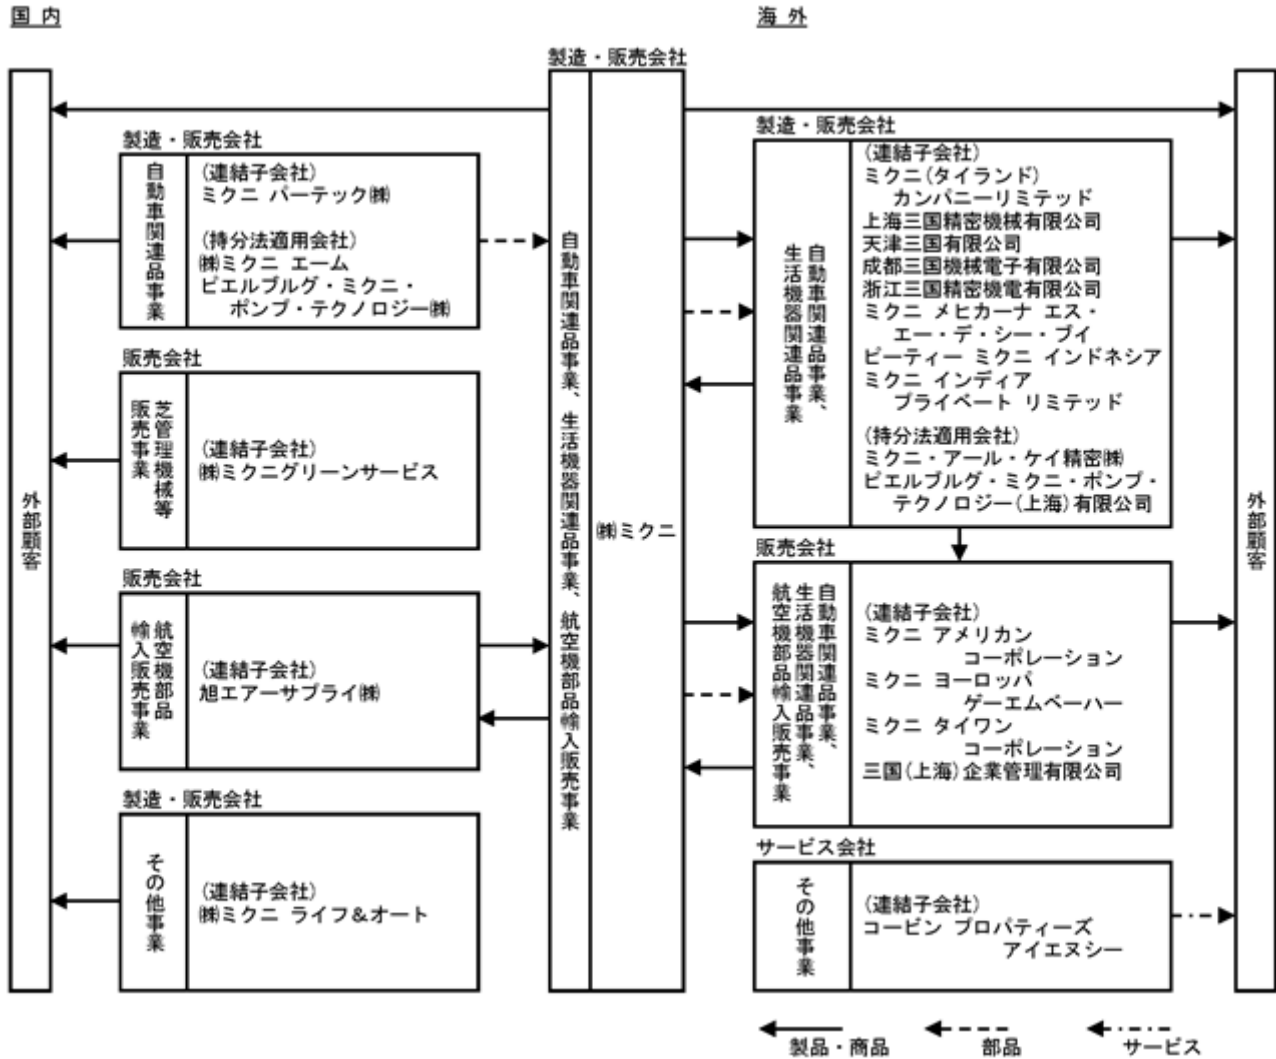 国 内
外部顧客
製造・販売会社
自動車関連品事業
(連結子会社)
ミクニ パーテック㈱
(持分法適用会社)
㈱ミクニ エーム
ピエルブルグ・ミクニ・
ポンプ・テクノロジー㈱
販売会社
芝管理機械等
販売事業
(連結子会社)
㈱ミクニグリーンサービス
販売会社
航空機部品
輸入販売事業
(連結子会社)
旭エアーサプライ㈱
製造・販売会社
その他事業
(連結子会社)
㈱ミクニ ライフ＆オート
製造・販売会社
自動車関連品事業、生活機器関連品事業、航空機部品輸入販売事業
㈱ミクニ
海 外
製造・販売会社
自動車関連品事業、
生活機器関連品事業
(連結子会社)
ミクニ(タイランド)
カンパニーリミテッド
上海三国精密機械有限公司
天津三国有限公司
成都三国機械電子有限公司
浙江三国精密機電有限公司
ミクニ メヒカーナ エス・
エー・デ・シー・ブイ
ピーティー ミクニ インドネシア
ミクニ インディア
プライベート リミテッド
(持分法適用会社)
ミクニ・アール・ケイ精密㈱
ピエルブルグ・ミクニ・ポンプ・
テクノロジー(上海)有限公司
販売会社
自動車関連品事業、
生活機器関連品事業、
航空機部品輸入販売事業
(連結子会社)
ミクニ アメリカン
コーポレーション
ミクニ ヨーロッパ
ゲーエムベーハー
ミクニ タイワン
コーポレーション
三国(上海)企業管理有限公司
サービス会社
その他事業
(連結子会社)
コービン プロパティーズ
アイエヌシー
外部顧客
製品・商品
部品
サービス